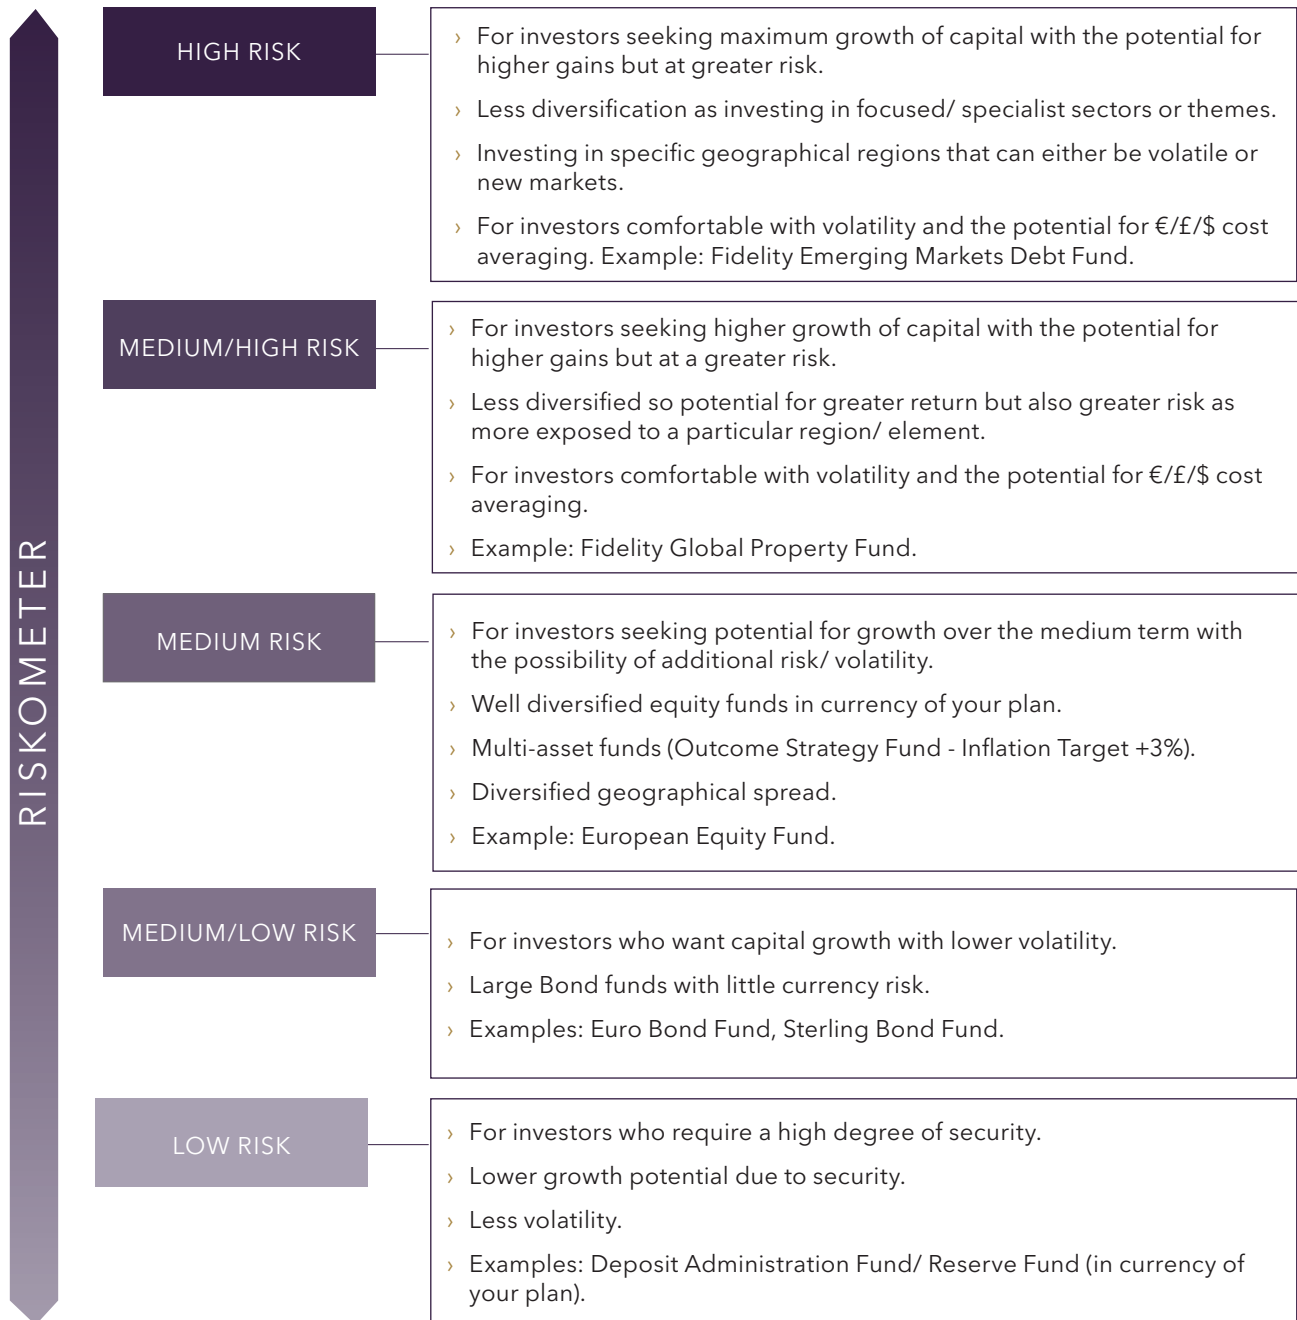 RISKOMETER
HIGH RISK
› For investors seeking maximum growth of capital with the potential for
higher gains but at greater risk.
› Less diversification as investing in focused/ specialist sectors or themes.
› Investing in specific geographical regions that can either be volatile or
new markets.
› For investors comfortable with volatility and the potential for €/£/$ cost
averaging. Example: Fidelity Emerging Markets Debt Fund.
MEDIUM/HIGH RISK
› For investors seeking higher growth of capital with the potential for
higher gains but at a greater risk.
› Less diversified so potential for greater return but also greater risk as
more exposed to a particular region/ element.
› For investors comfortable with volatility and the potential for €/£/$ cost
averaging.
› Example: Fidelity Global Property Fund.
MEDIUM RISK
› For investors seeking potential for growth over the medium term with
the possibility of additional risk/ volatility.
› Well diversified equity funds in currency of your plan.
› Multi-asset funds (Outcome Strategy Fund - Inflation Target +3%).
› Diversified geographical spread.
› Example: European Equity Fund.
MEDIUM/LOW RISK
› For investors who want capital growth with lower volatility.
› Large Bond funds with little currency risk.
› Examples: Euro Bond Fund, Sterling Bond Fund.
LOW RISK
› For investors who require a high degree of security.
› Lower growth potential due to security.
› Less volatility.
› Examples: Deposit Administration Fund/ Reserve Fund (in currency of
your plan).